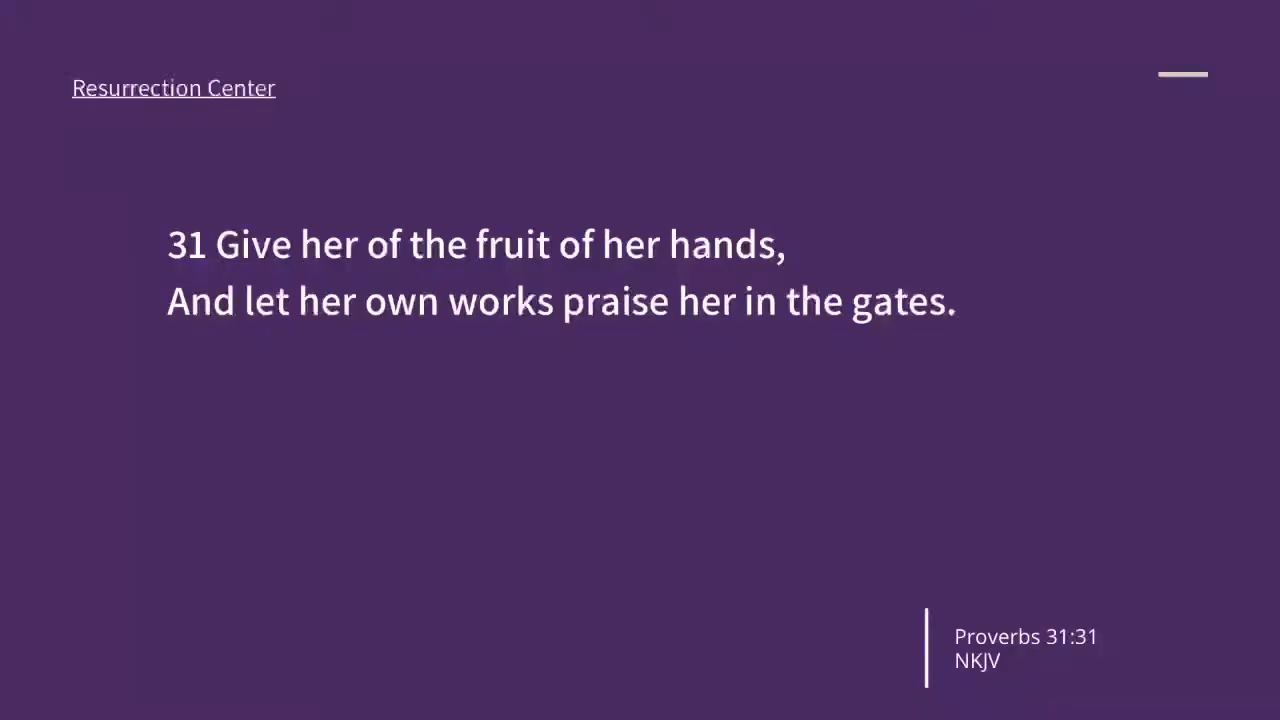 Resurrection Center
31 Give her of the fruit of her hands,
And let her own works praise her in the gates.
Proverbs 31:31
NKJV